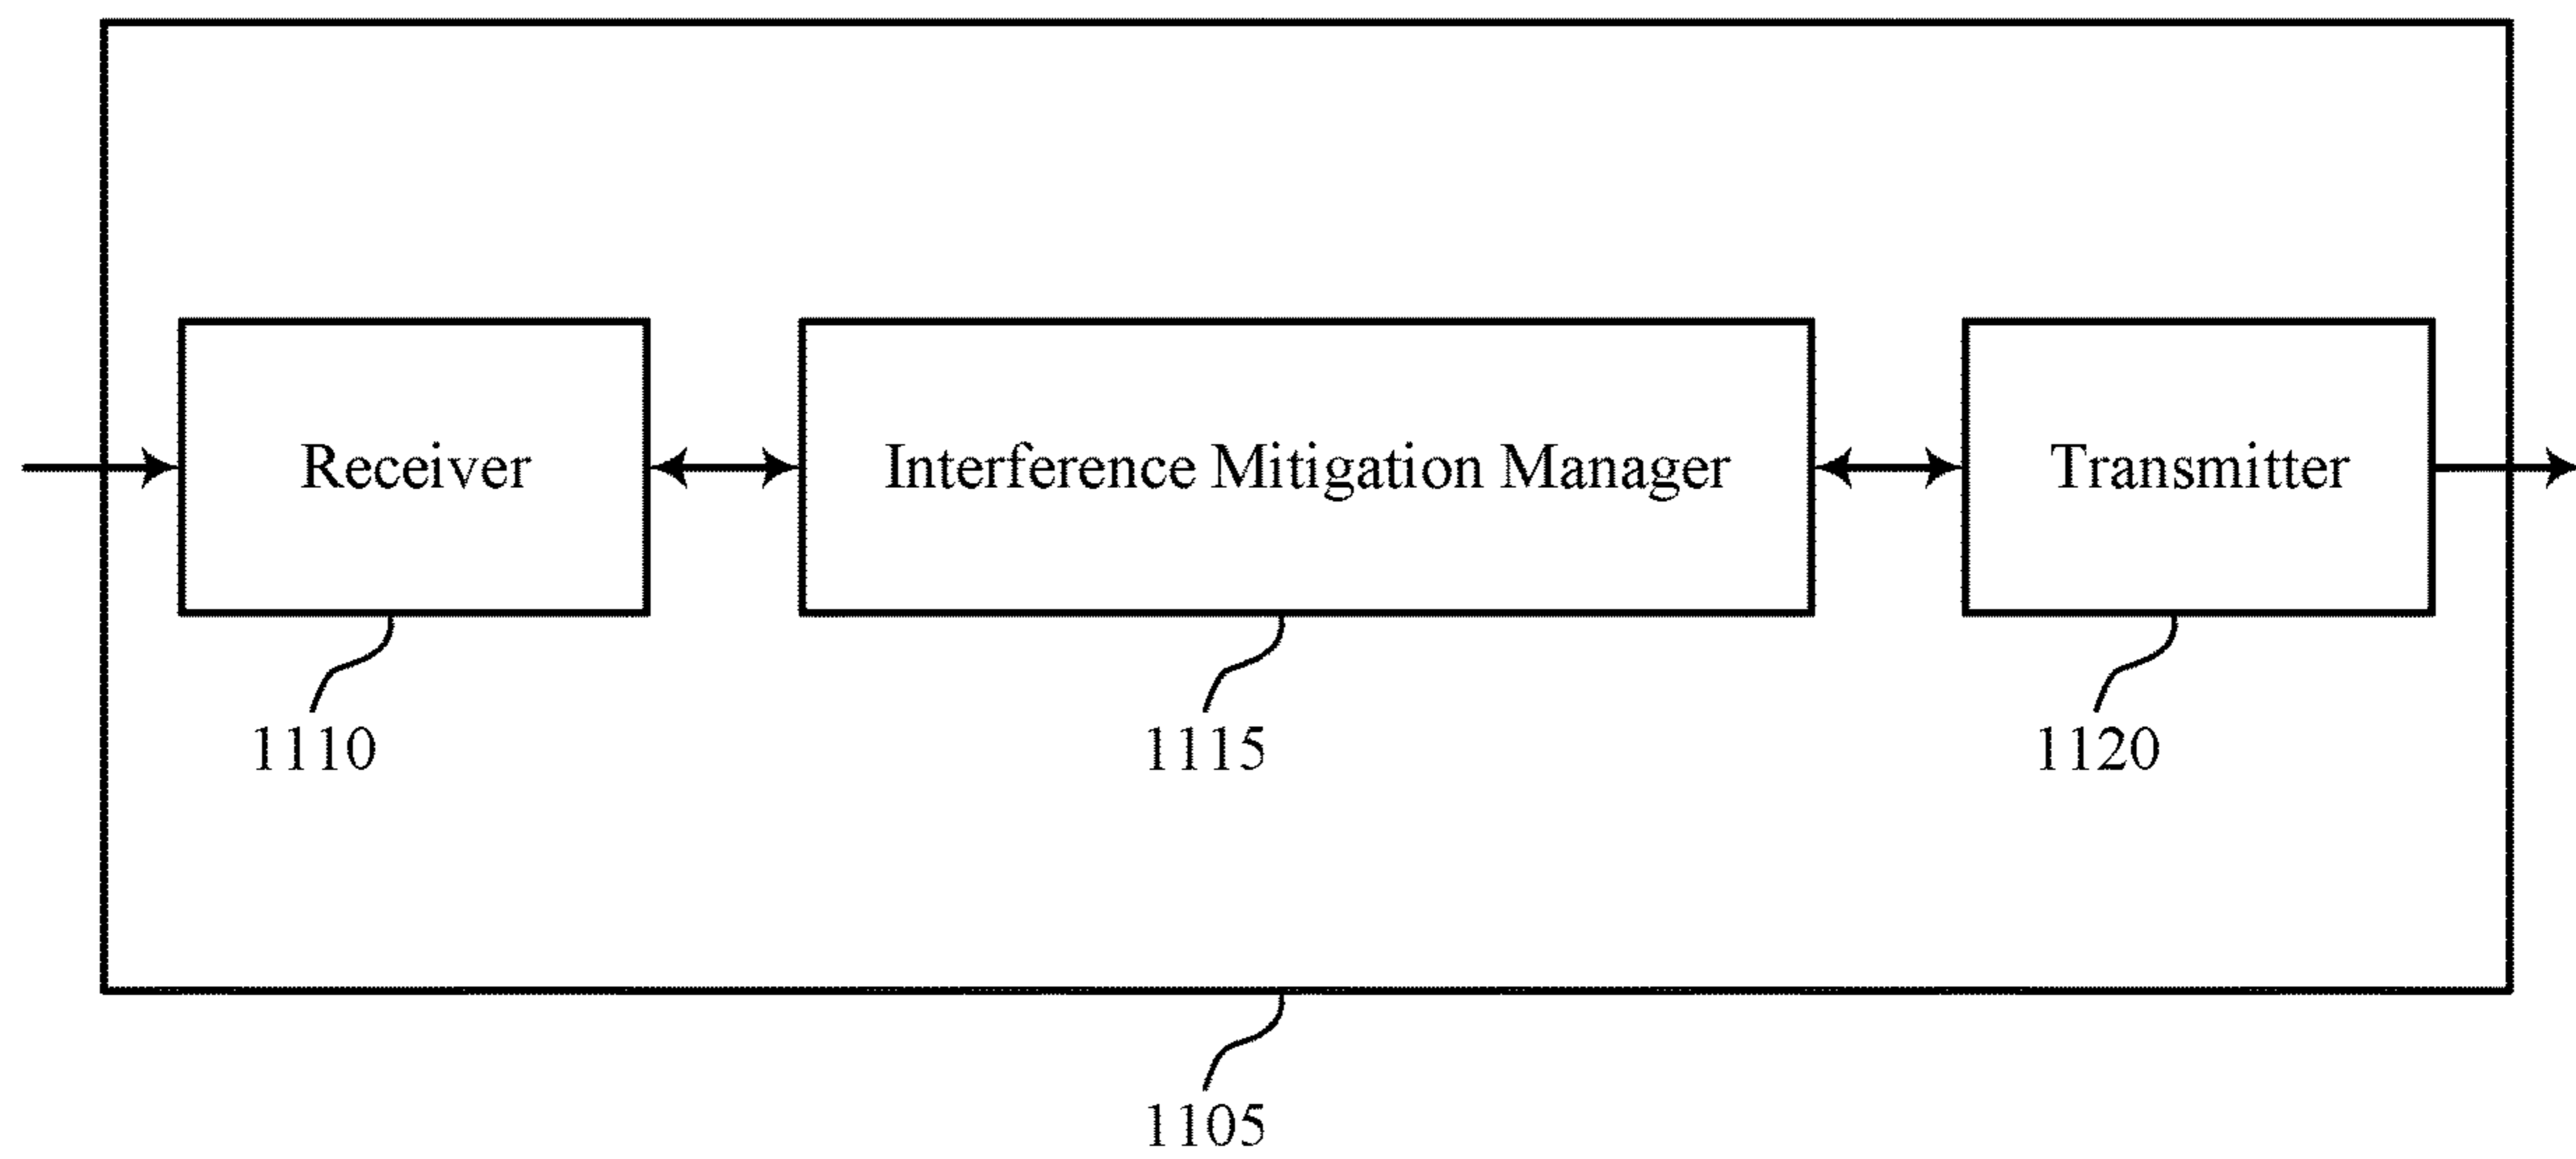 Receiver
Interference Mitigation Manager
Transmitter
1110
1115
1120
1105